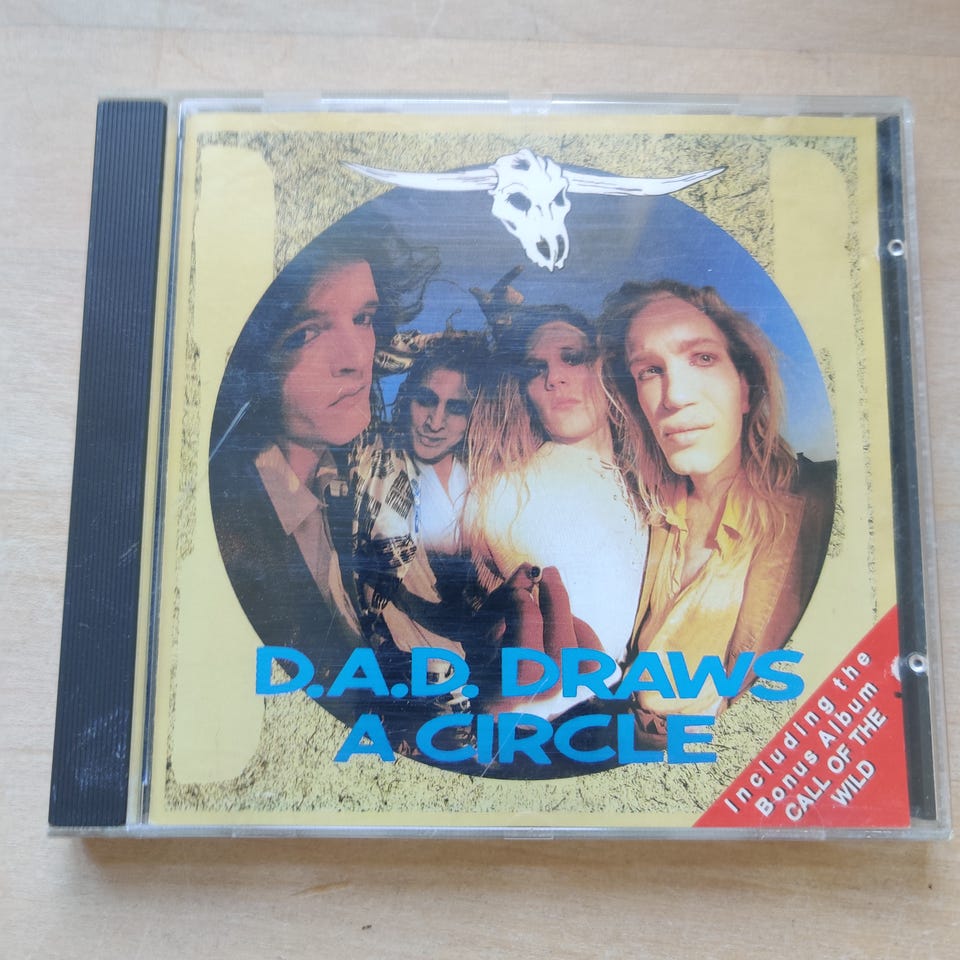 D.A.D. DRAWS
A CIRCLE
Including the
Bonus Album
CALL OF THE
WILD